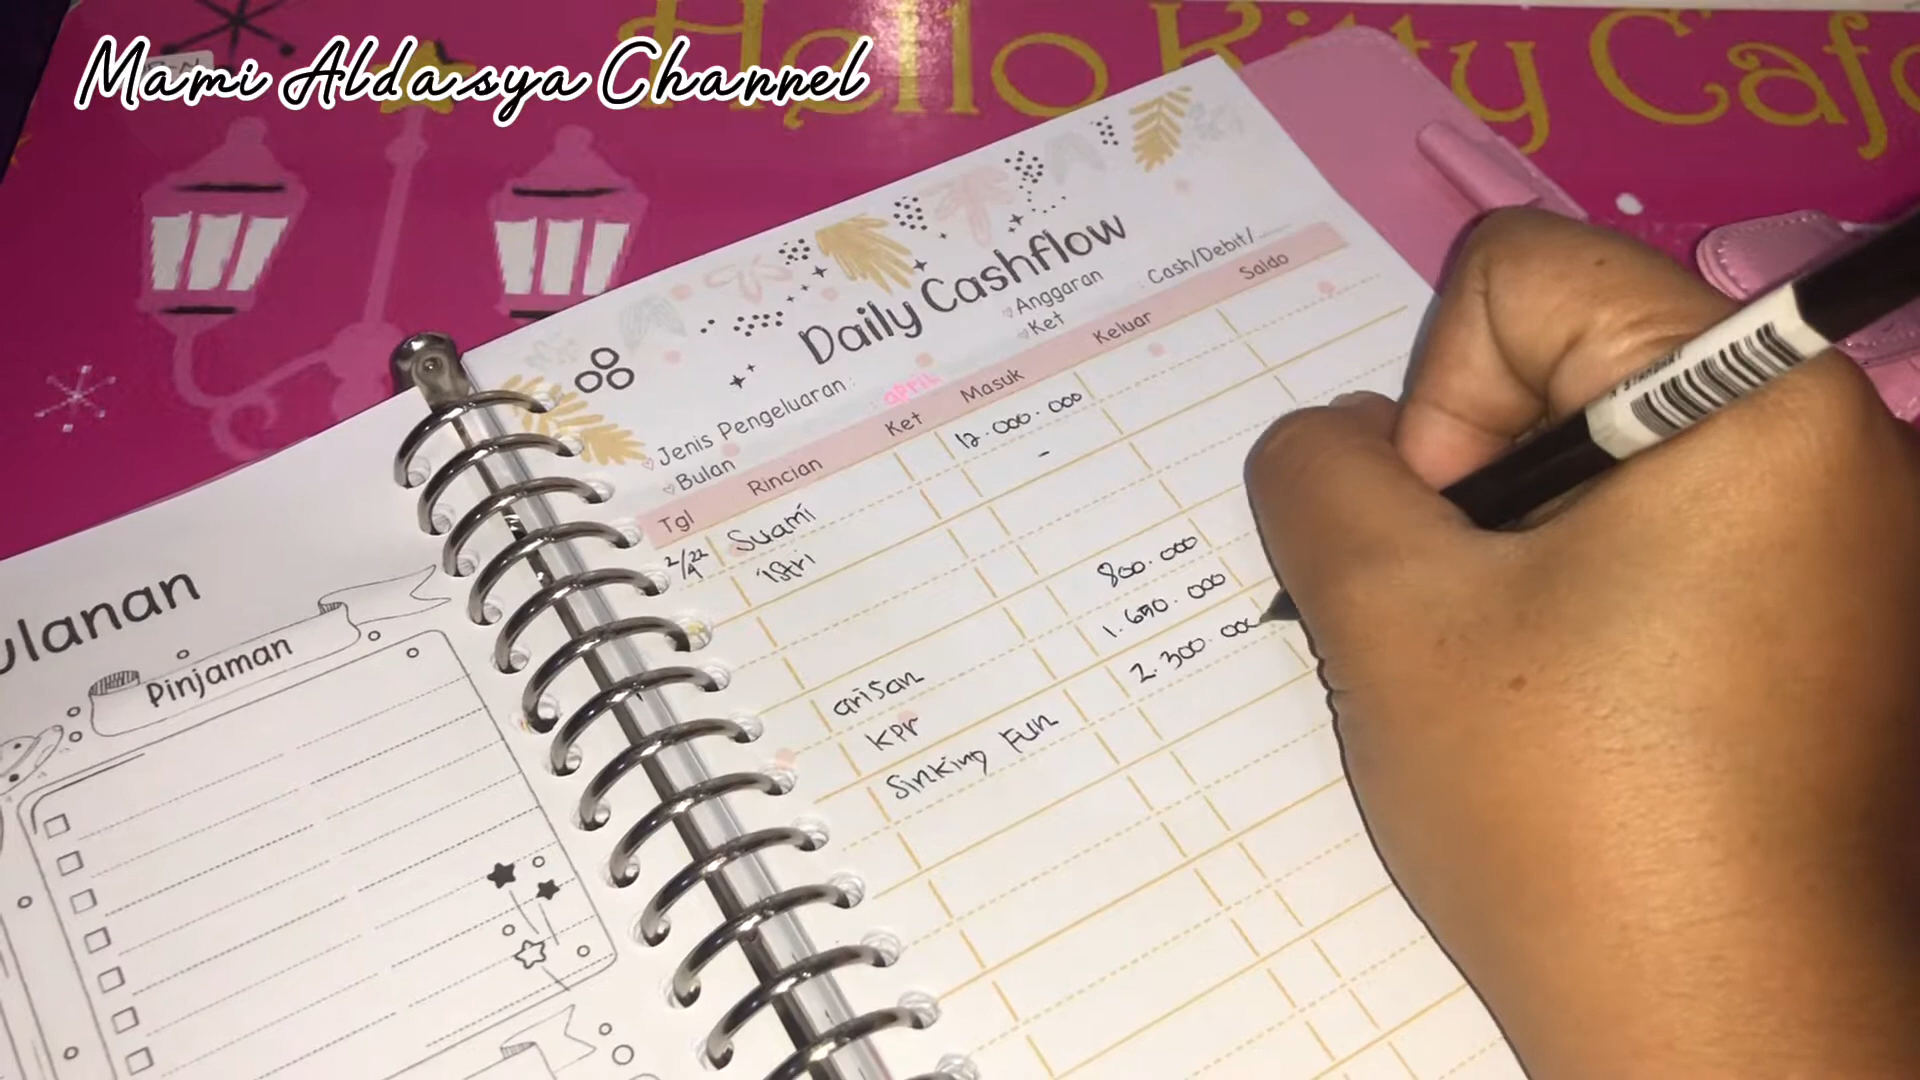 Mami Aldasya Channel
Hello Kitty Cafe
Daily Cashflow
Jenis Pengeluaran :
Bulan : april
Anggaran : Cash/Debit/
Ket
Tgl Rincian Ket Masuk Keluar Saldo
2/4 22 Suami 12.000.000
istri -
arisan 800.000
KPr 1.650.000
Sinking Fun 2.300.000
ulanan
Pinjaman